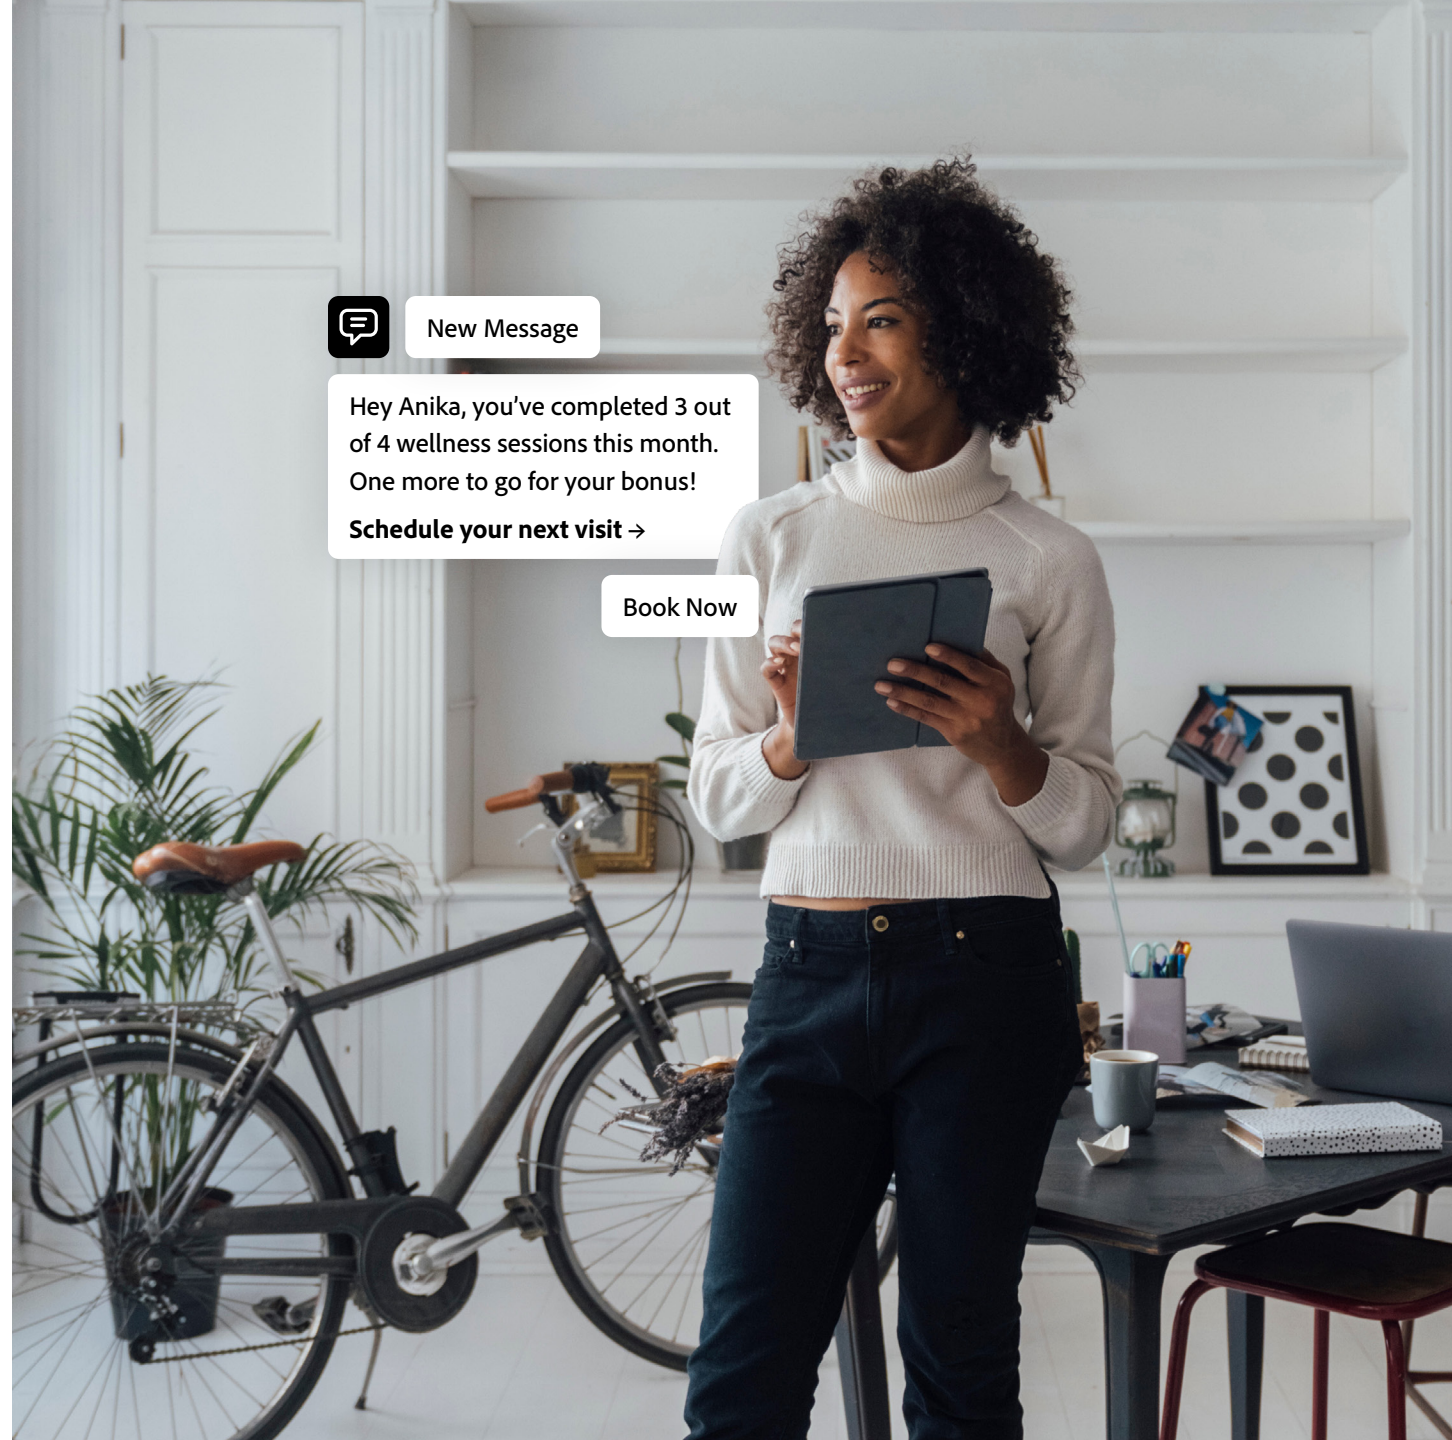 New Message
Hey Anika, you’ve completed 3 out
of 4 wellness sessions this month.
One more to go for your bonus!
Schedule your next visit →
Book Now